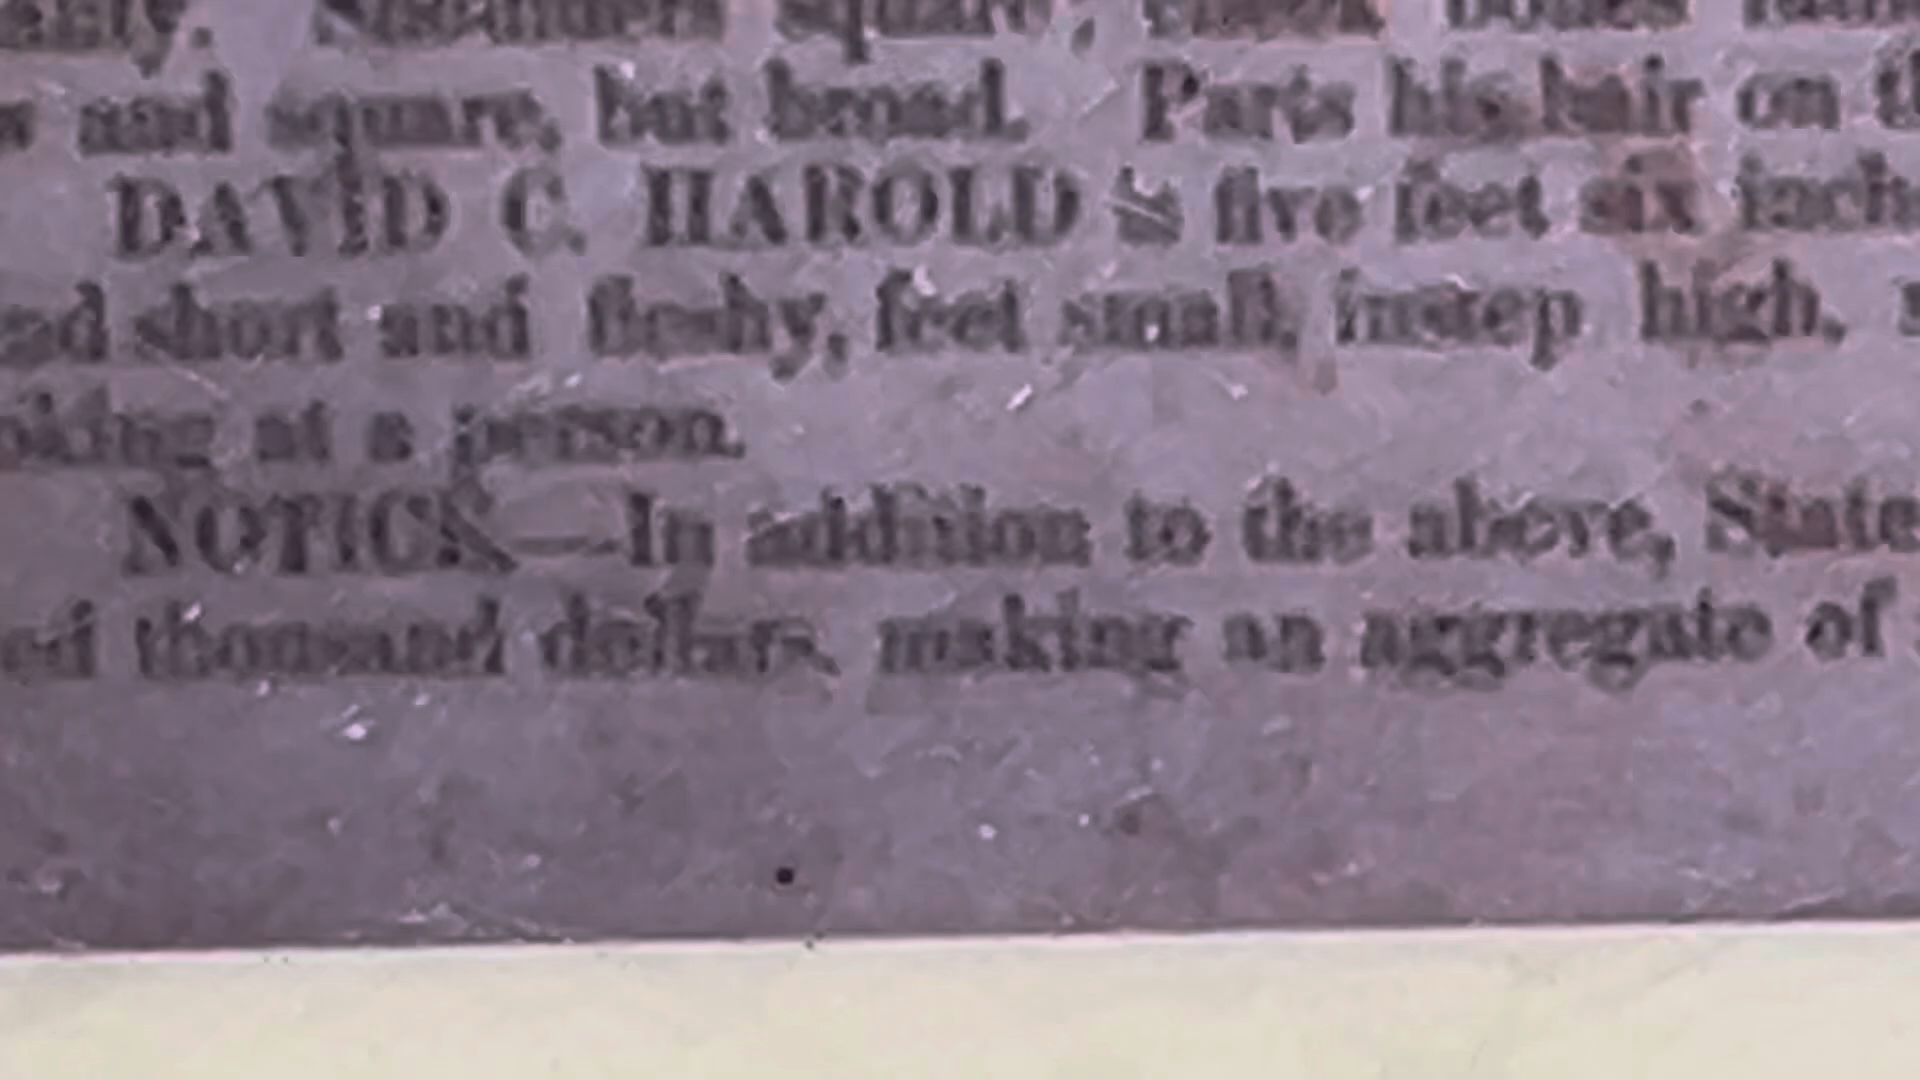 and square, but broad. Parts his hair on
DAVID C. HAROLD is five feet six
short and fleshy, feet small, instep high,
at a person.
NOTICE—In addition to the above, State
thousand dollars, making an aggregate of